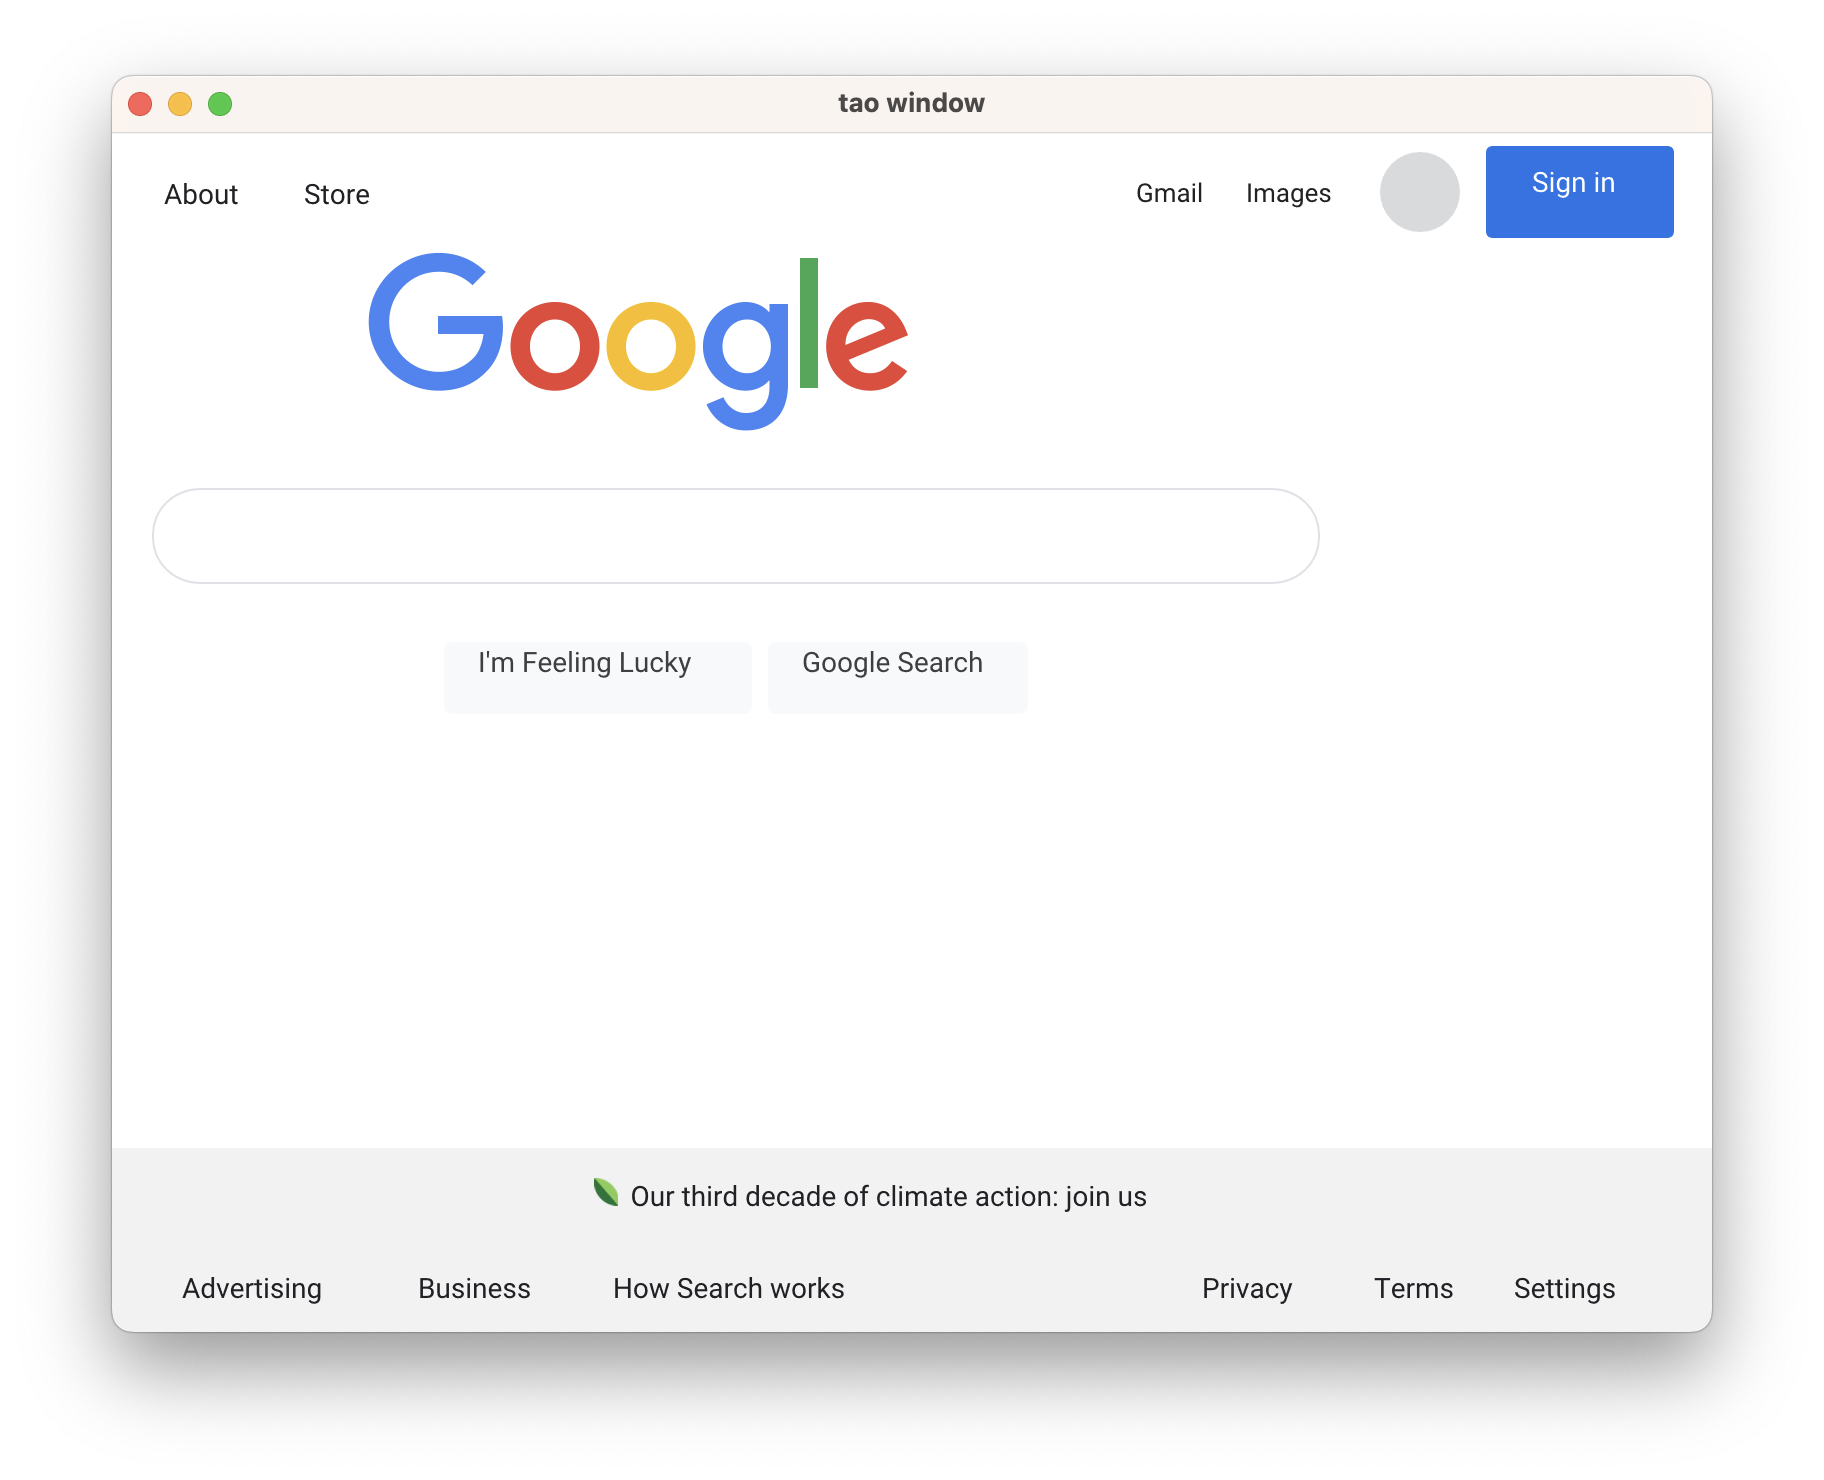 tao window
About Store Gmail Images Sign in
Google
I'm Feeling Lucky Google Search
Our third decade of climate action: join us
Advertising Business How Search works Privacy Terms Settings